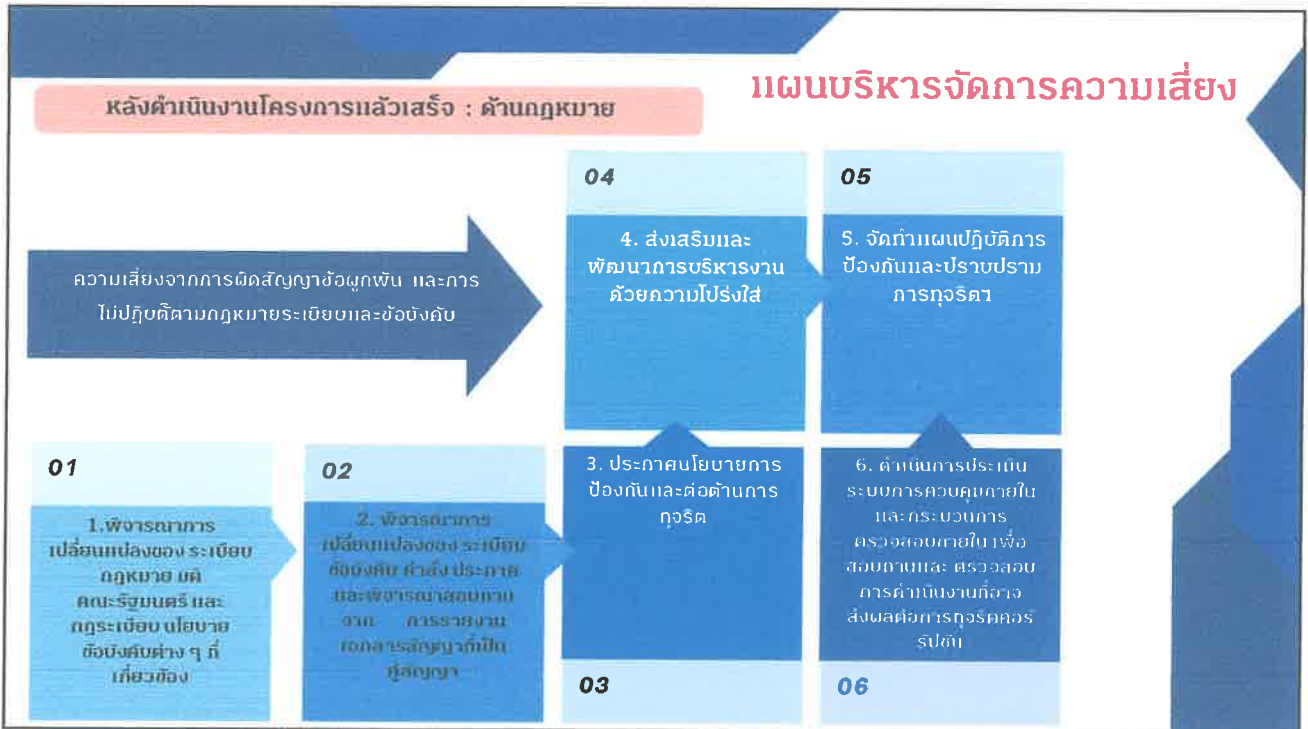 แผนบริหารจัดการความเสี่ยง
หลังดำเนินงานโครงการแล้วเสร็จ : ด้านกฎหมาย
ความเสี่ยงจากการผิดสัญญาข้อผูกพัน และการ
ไม่ปฏิบัติตามกฎหมายระเบียบและข้อบังคับ
01
1.พิจารณาการ
เปลี่ยนแปลงของ ระเบียบ
กฎหมาย มติ
คณะรัฐมนตรี และ
กฎระเบียบ นโยบาย
ข้อบังคับต่าง ๆ ที่
เกี่ยวข้อง
02
2. พิจารณาการ
เปลี่ยนแปลงของ ระเบียบ
ข้อบังคับ คำสั่ง ประกาศ
และพิจารณาสอบทาน
จาก การรายงาน
เอกสารสัญญาที่เป็น
คู่สัญญา
3. ประกาศนโยบายการ
ป้องกันและต่อต้านการ
ทุจริต
03
04
4. ส่งเสริมและ
พัฒนาการบริหารงาน
ด้วยความโปร่งใส่
05
5. จัดทำแผนปฏิบัติการ
ป้องกันและปราบปราม
การทุจริตฯ
6. ดำเนินการประเมิน
ระบบการควบคุมภายใน
และกระบวนการ
ตรวจสอบภายในเพื่อ
สอบทานและ ตรวจสอบ
การดำเนินงานที่อาจ
ส่งผลต่อการทุจริตคอร์
รัปชัน
06